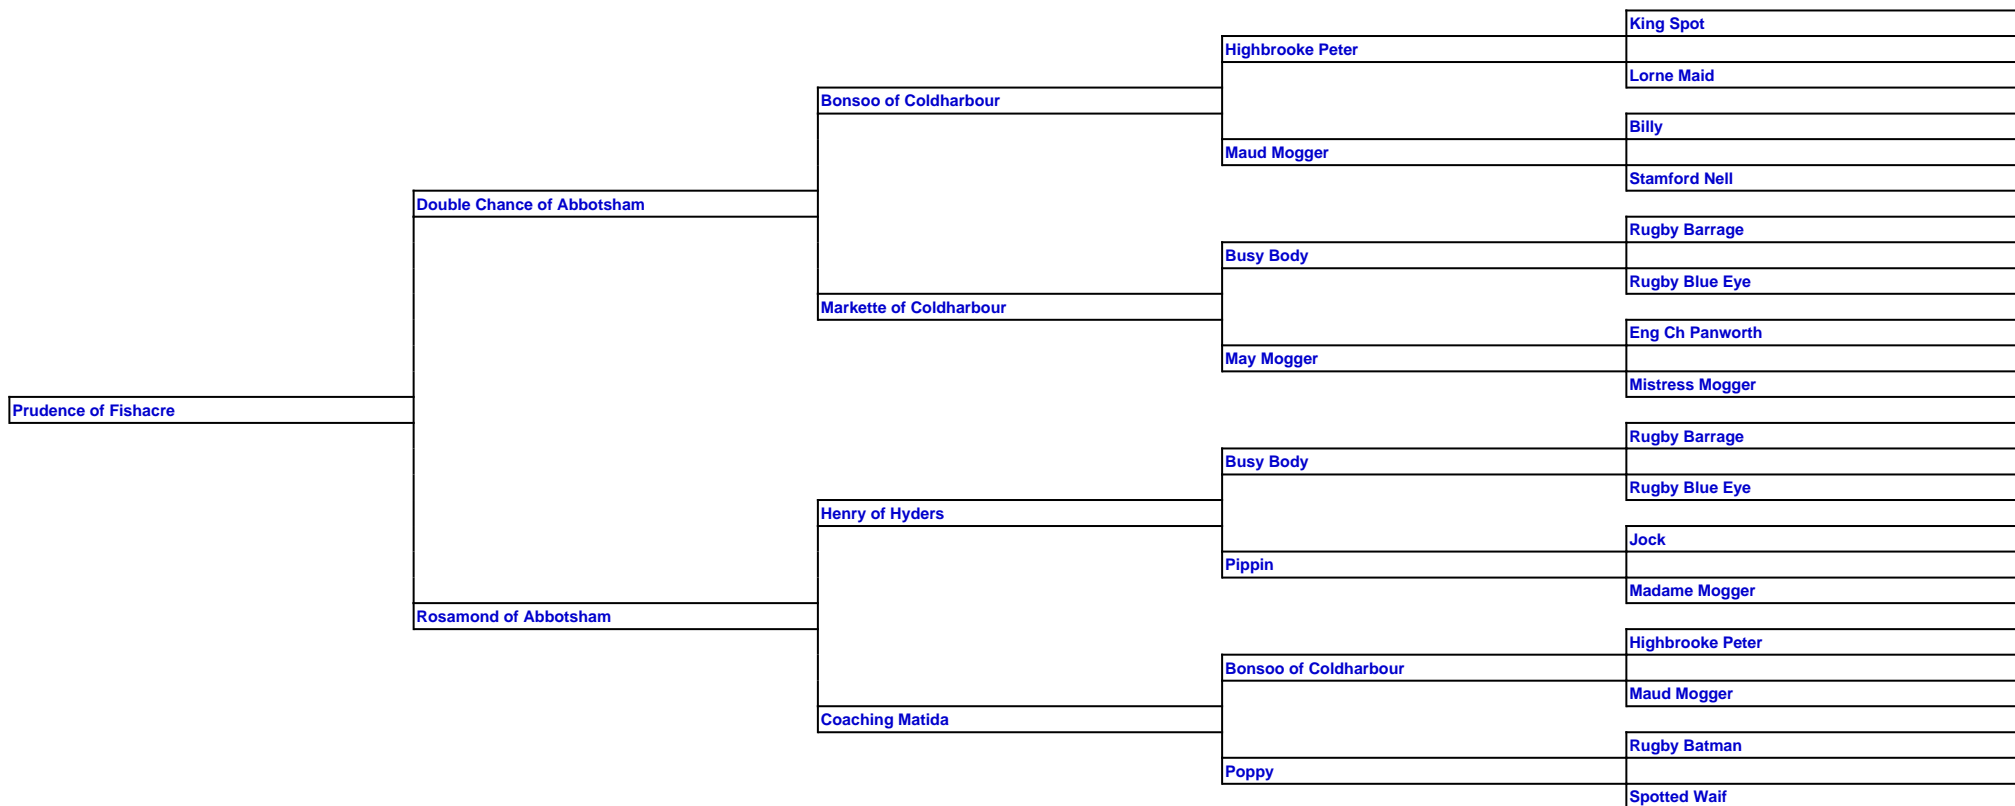 King Spot
Highbrooke Peter
Lorne Maid
Bonsoo of Coldharbour
Billy
Maud Mogger
Stamford Nell
Double Chance of Abbotsham
Rugby Barrage
Busy Body
Rugby Blue Eye
Markette of Coldharbour
Eng Ch Panworth
May Mogger
Mistress Mogger
Prudence of Fishacre
Rugby Barrage
Busy Body
Rugby Blue Eye
Henry of Hyders
Jock
Pippin
Madame Mogger
Rosamond of Abbotsham
Highbrooke Peter
Bonsoo of Coldharbour
Maud Mogger
Coaching Matida
Rugby Batman
Poppy
Spotted Waif